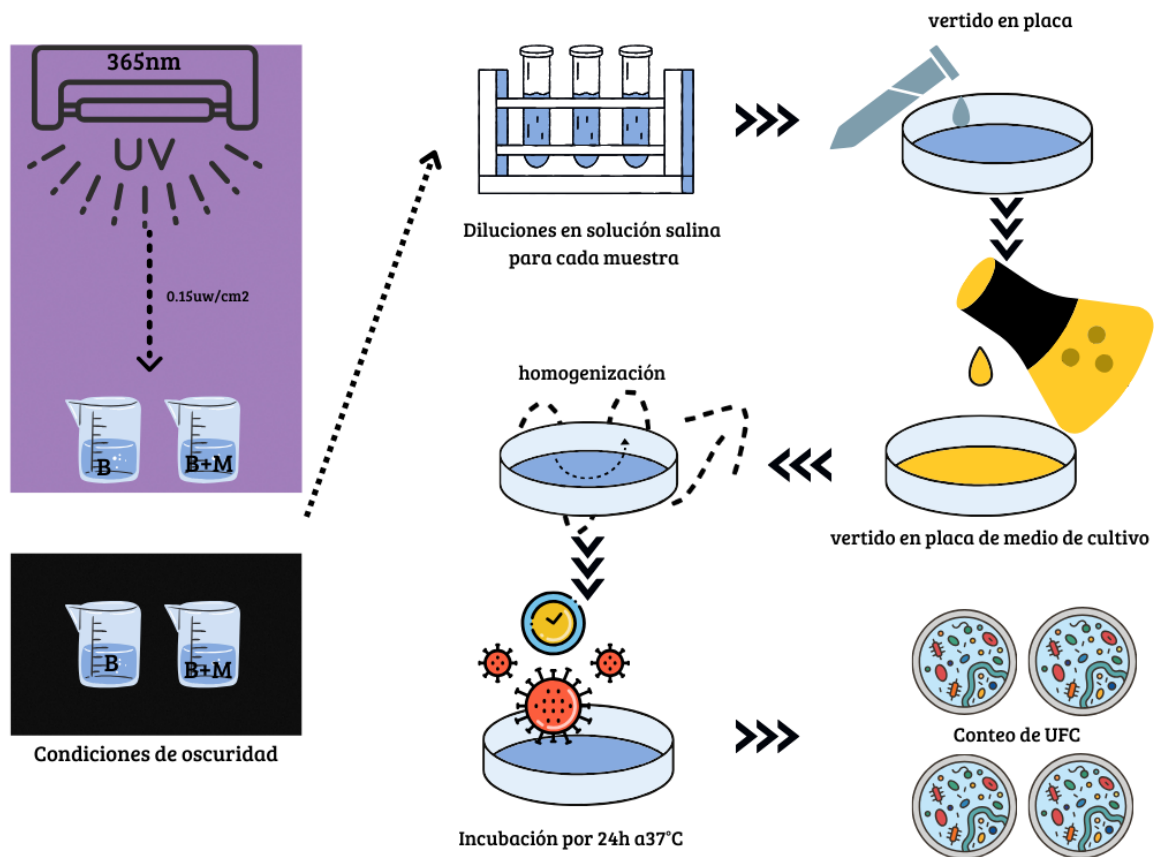 365nm
UV
0.15uw/cm2
B
B+M
B
B+M
Condiciones de oscuridad
Diluciones en solución salina
para cada muestra
vertido en placa
vertido en placa de medio de cultivo
homogenización
Incubación por 24h a37°C
Conteo de UFC